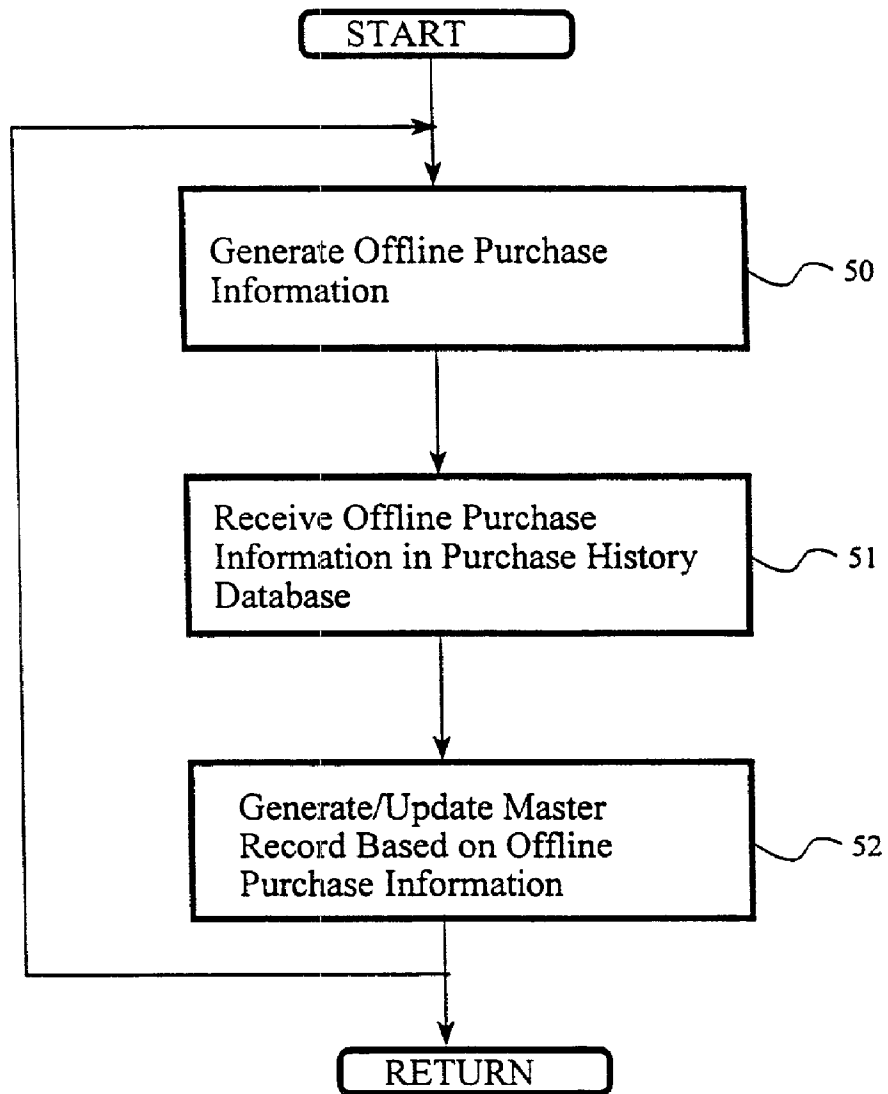 START
Generate Offline Purchase
Information
50
Receive Offline Purchase
Information in Purchase History
Database
51
Generate/Update Master
Record Based on Offline
Purchase Information
52
RETURN